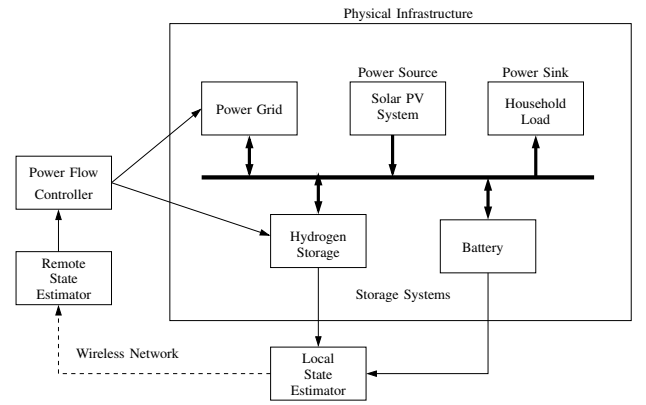 Physical Infrastructure
Power Source
Power Sink
Power Grid
Solar PV
System
Household
Load
Power Flow
Controller
Hydrogen
Storage
Battery
Remote
State
Estimator
Storage Systems
Wireless Network
Local
State
Estimator